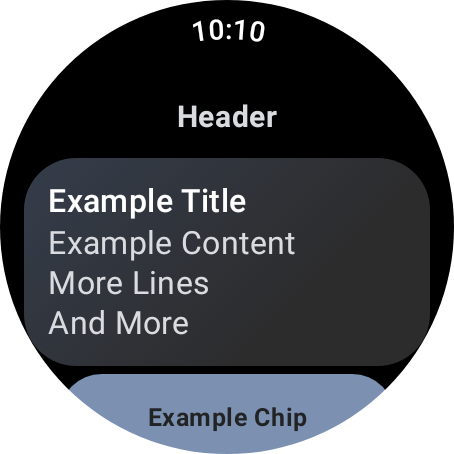 10:10
Header
Example Title
Example Content
More Lines
And More
Example Chip